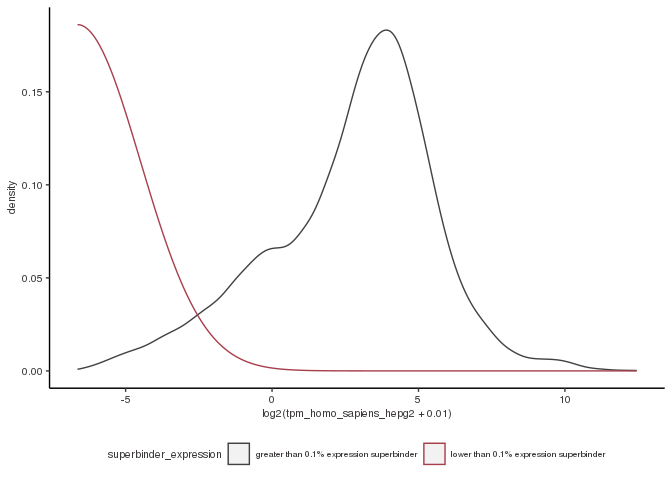 0.15
0.10
0.05
0.00
density
-5 0 5 10
log2(tpm_homo_sapiens_hepg2 + 0.01)
superbinder_expression greater than 0.1% expression superbinder lower than 0.1% expression superbinder